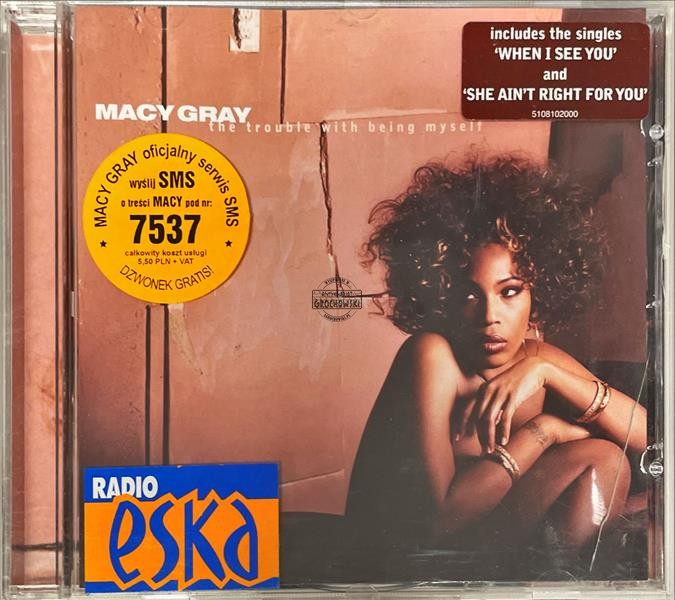 includes the singles
'WHEN I SEE YOU'
and
'SHE AIN'T RIGHT FOR YOU'
5108102000
MACY GRAY
the trouble with being myself
MACY GRAY oficjalny serwis SMS
wyślij SMS
o treści MACY pod nr:
7537
całkowity koszt usługi
5,50 PLN + VAT
DZWONEK GRATIS!
GROCHOWSKI
RADIO
eska